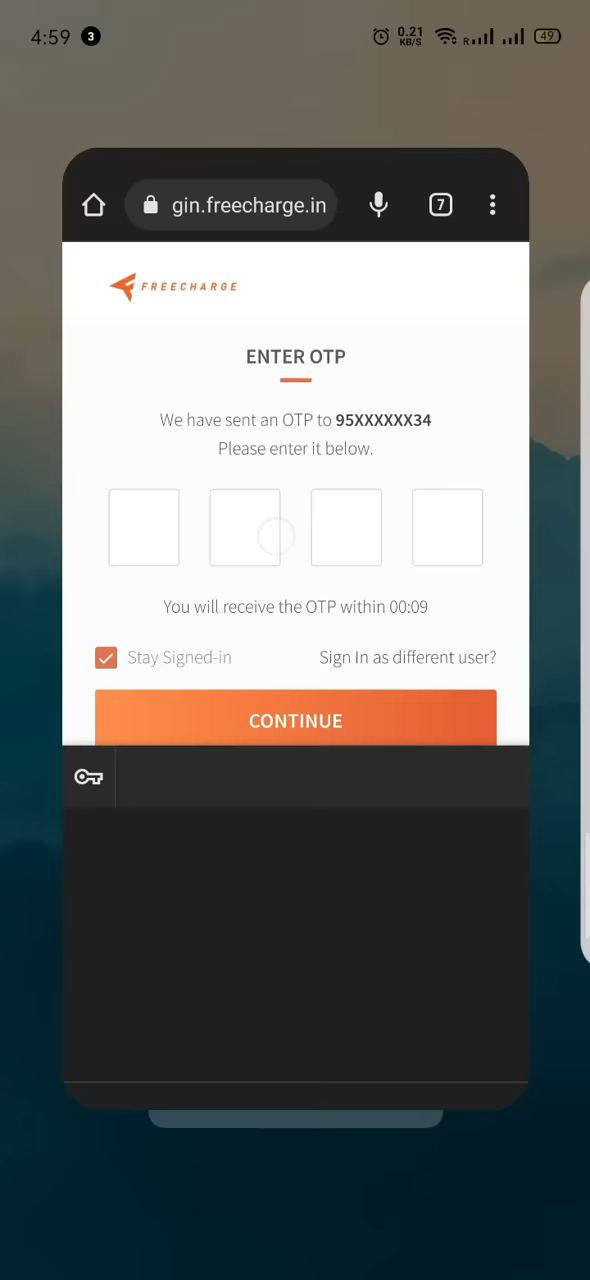 4:59 3 0.21 KB/S R 49
gin.freecharge.in 7
FREECHARGE
ENTER OTP
We have sent an OTP to 95XXXXXX34
Please enter it below.
You will receive the OTP within 00:09
Stay Signed-in Sign In as different user?
CONTINUE